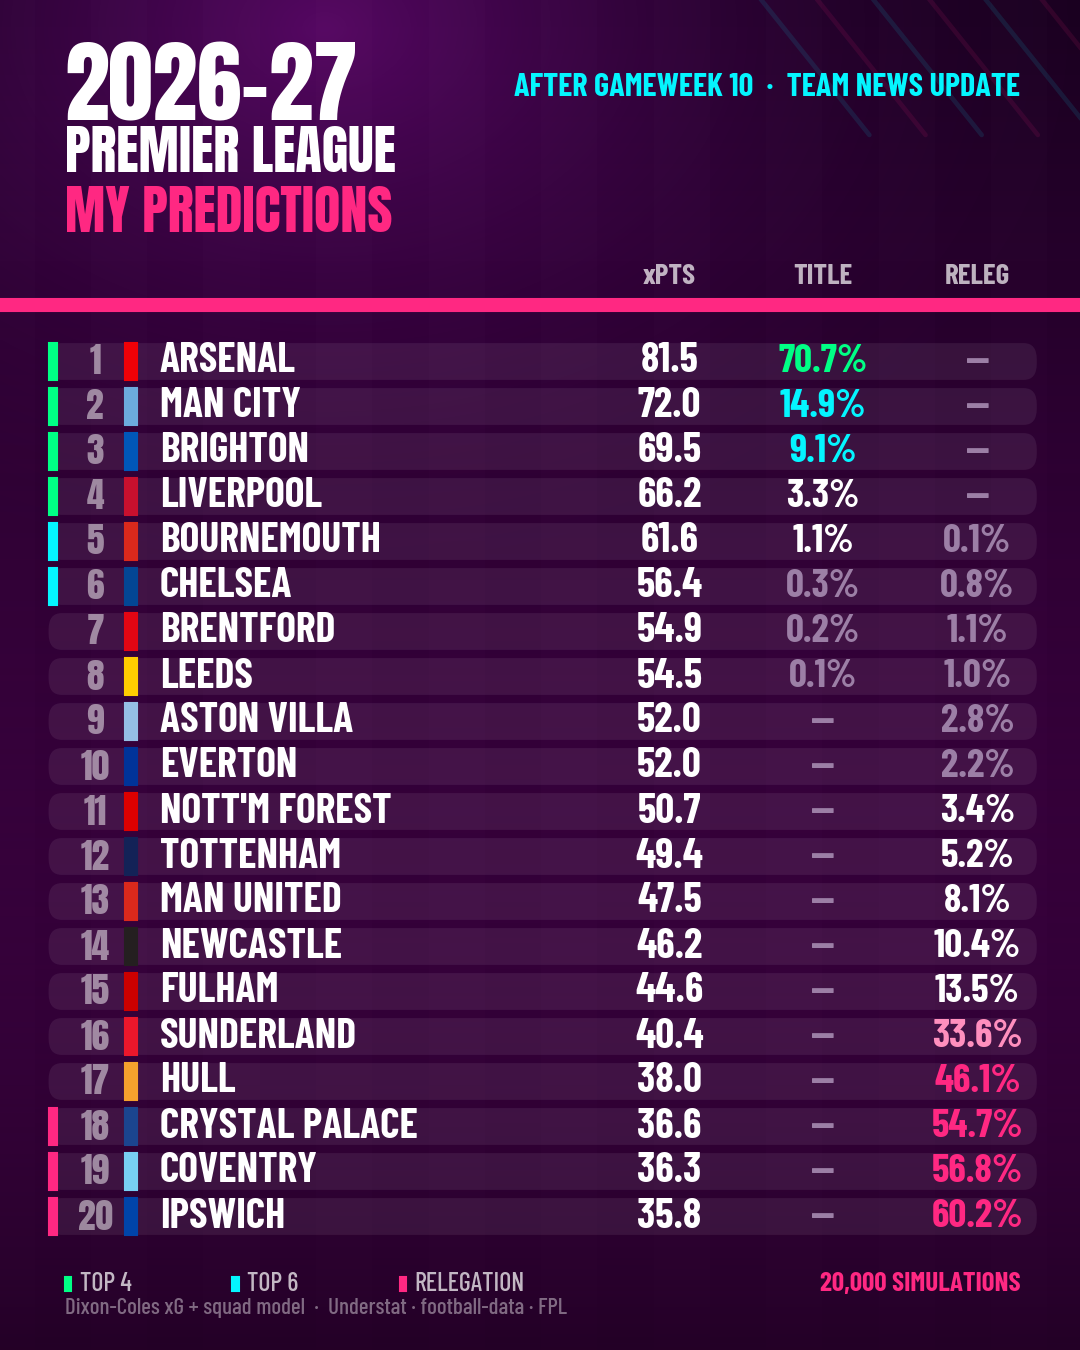 2026-27
PREMIER LEAGUE
MY PREDICTIONS
AFTER GAMEWEEK 10 · TEAM NEWS UPDATE
xPTS TITLE RELEG
1 ARSENAL 81.5 70.7% –
2 MAN CITY 72.0 14.9% –
3 BRIGHTON 69.5 9.1% –
4 LIVERPOOL 66.2 3.3% –
5 BOURNEMOUTH 61.6 1.1% 0.1%
6 CHELSEA 56.4 0.3% 0.8%
7 BRENTFORD 54.9 0.2% 1.1%
8 LEEDS 54.5 0.1% 1.0%
9 ASTON VILLA 52.0 – 2.8%
10 EVERTON 52.0 – 2.2%
11 NOTT'M FOREST 50.7 – 3.4%
12 TOTTENHAM 49.4 – 5.2%
13 MAN UNITED 47.5 – 8.1%
14 NEWCASTLE 46.2 – 10.4%
15 FULHAM 44.6 – 13.5%
16 SUNDERLAND 40.4 – 33.6%
17 HULL 38.0 – 46.1%
18 CRYSTAL PALACE 36.6 – 54.7%
19 COVENTRY 36.3 – 56.8%
20 IPSWICH 35.8 – 60.2%
TOP 4 TOP 6 RELEGATION 20,000 SIMULATIONS
Dixon-Coles xG + squad model · Understat · football-data · FPL